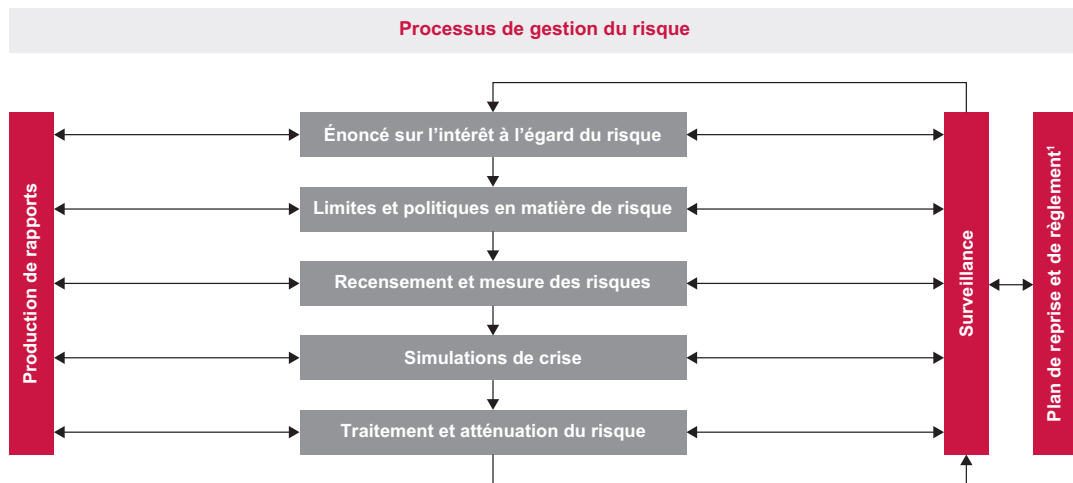 Processus de gestion du risque
Production de rapports
Énoncé sur l’intérêt à l’égard du risque
Limites et politiques en matière de risque
Recensement et mesure des risques
Simulations de crise
Traitement et atténuation du risque
Surveillance
Plan de reprise et de règlement¹